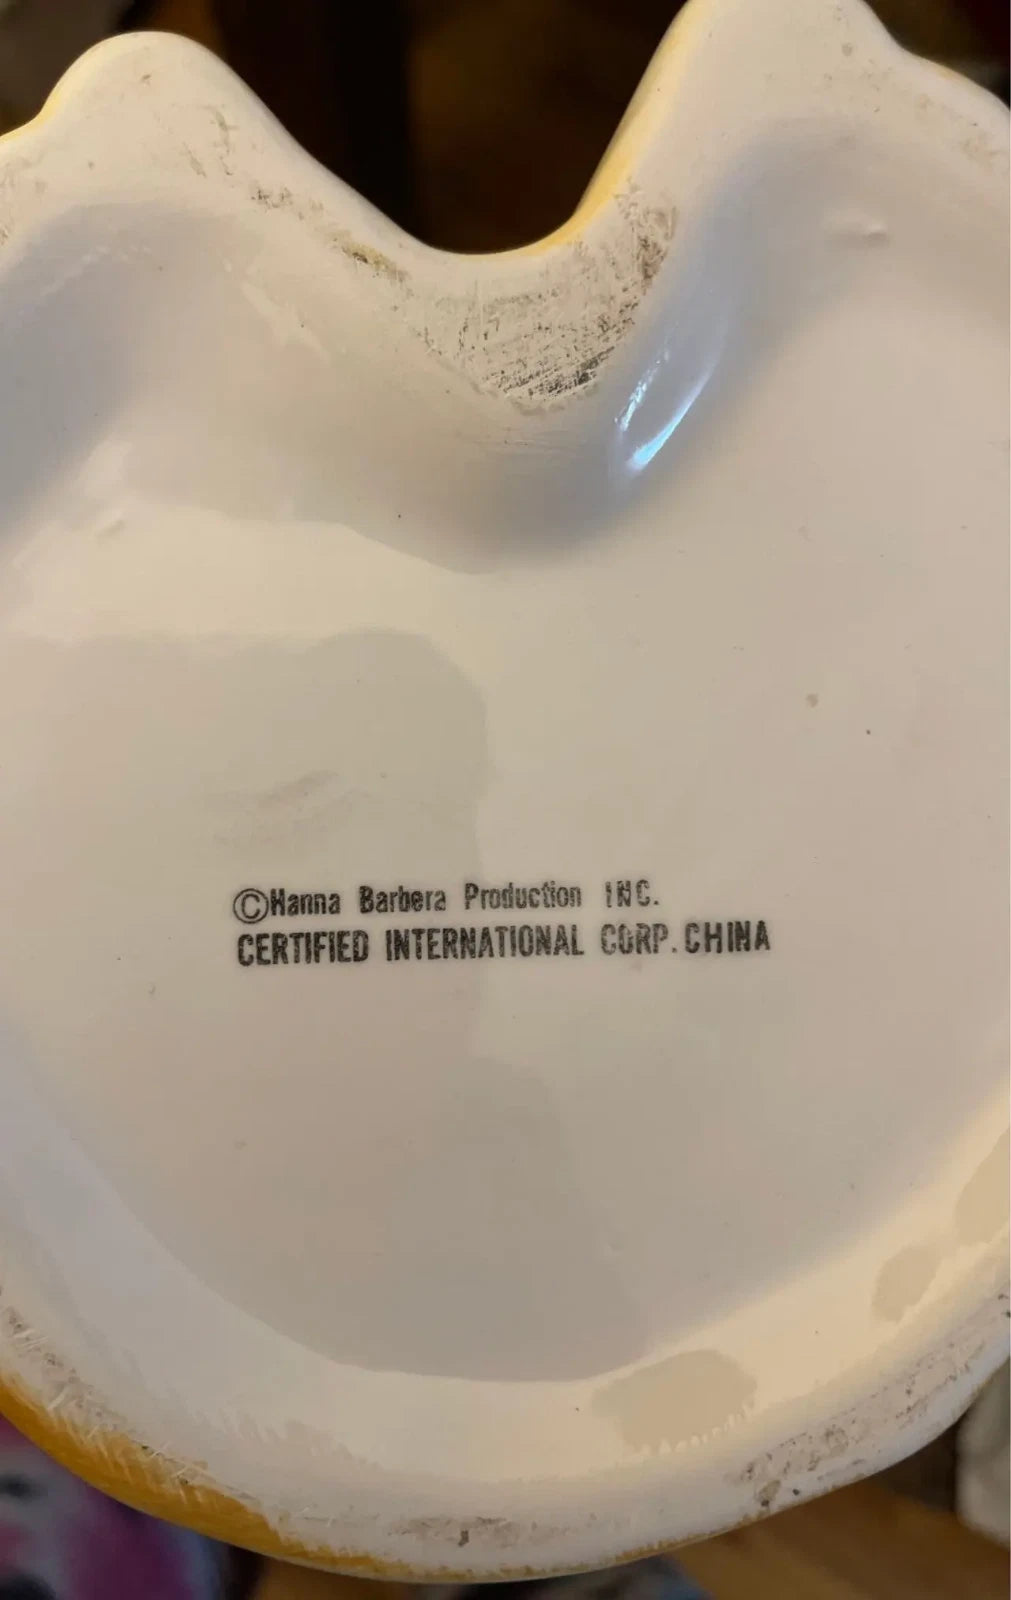 ©Hanna Barbera Production INC.
CERTIFIED INTERNATIONAL CORP. CHINA